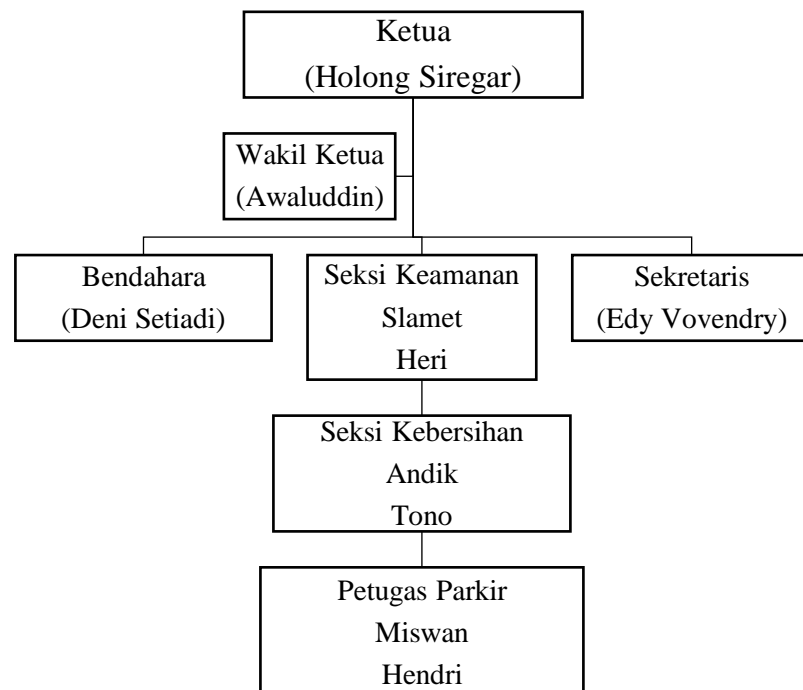 Ketua
(Holong Siregar)
Wakil Ketua
(Awaluddin)
Bendahara
(Deni Setiadi)
Seksi Keamanan
Slamet
Heri
Sekretaris
(Edy Vovendry)
Seksi Kebersihan
Andik
Tono
Petugas Parkir
Miswan
Hendri